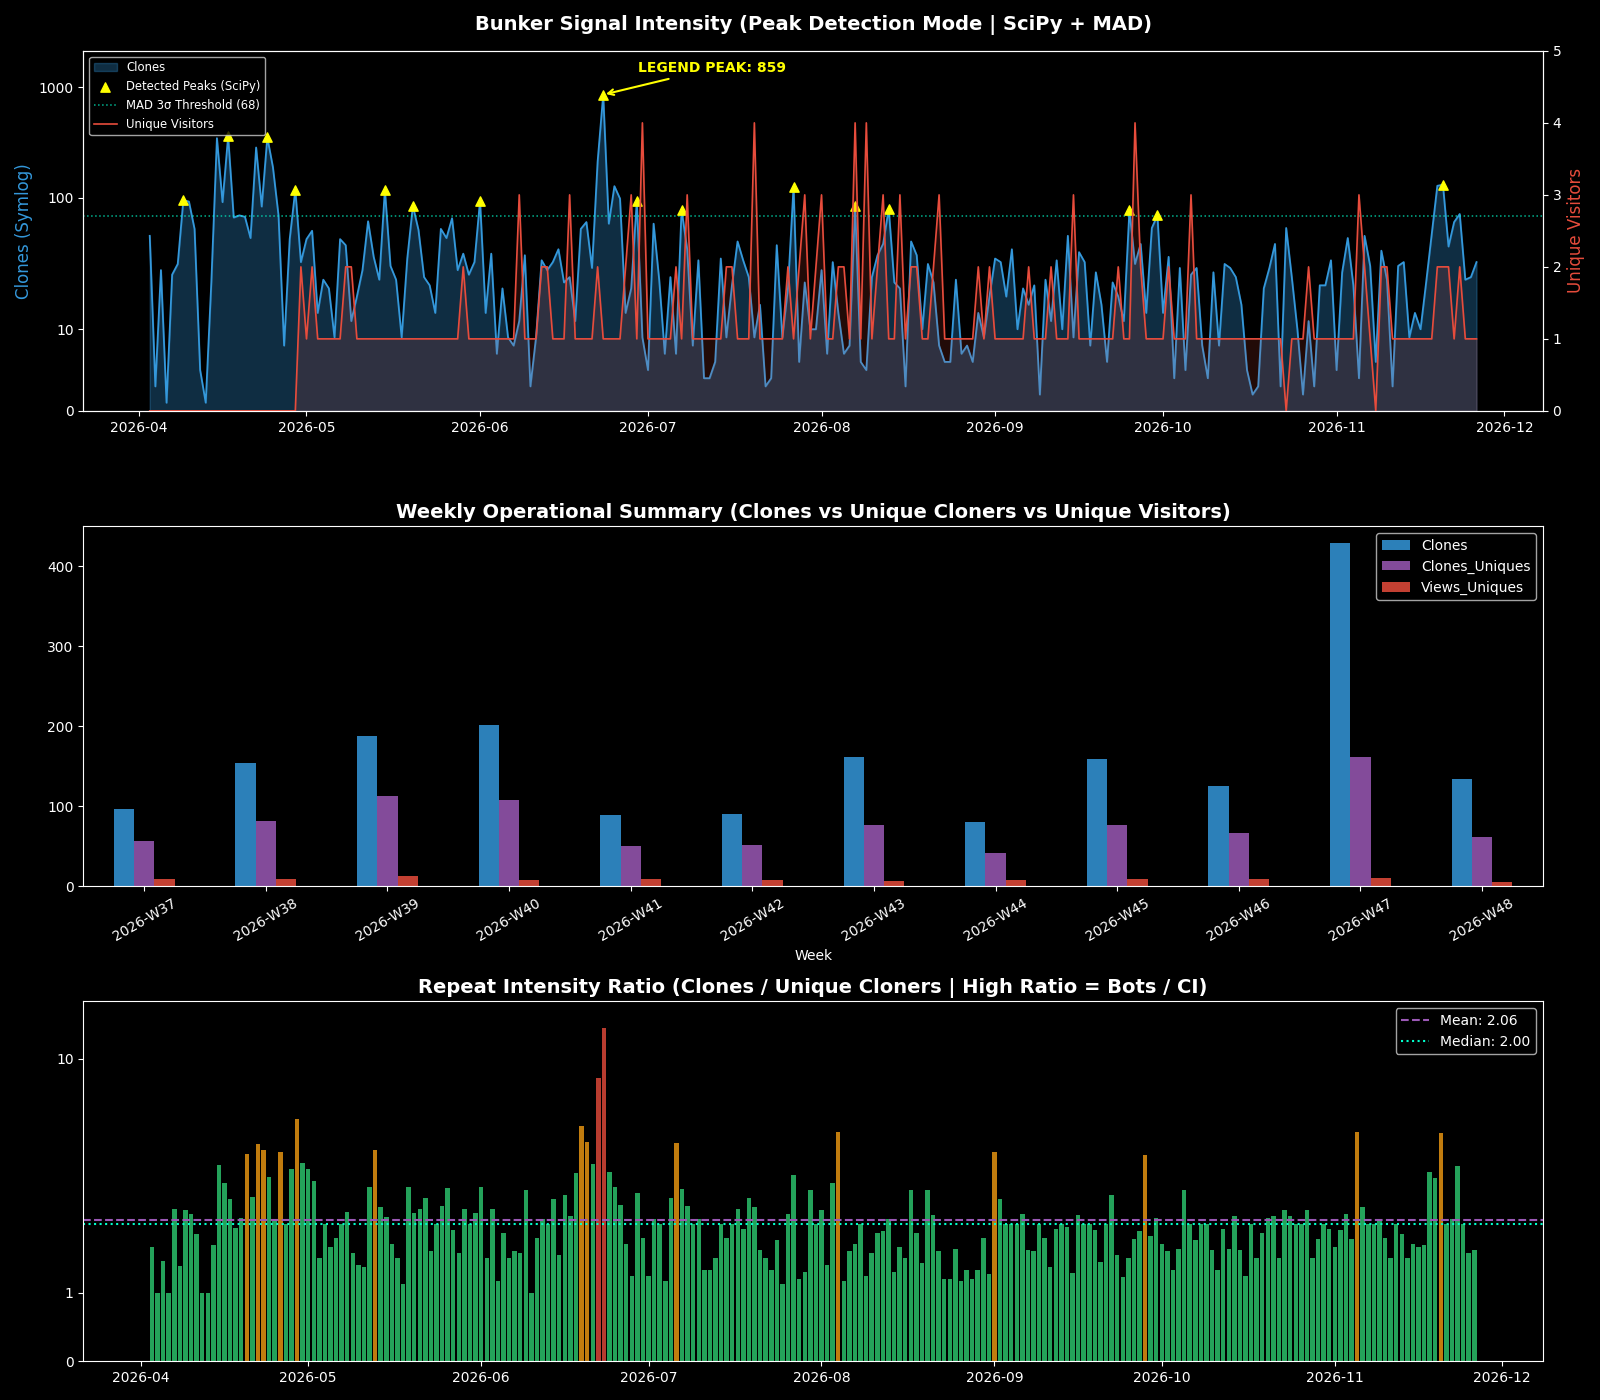 Bunker Signal Intensity (Peak Detection Mode | SciPy + MAD)
Clones
Detected Peaks (SciPy)
MAD 3σ Threshold (68)
Unique Visitors
LEGEND PEAK: 859
Clones (Symlog)
1000
100
10
0
Unique Visitors
5
4
3
2
1
0
2026-04 2026-05 2026-06 2026-07 2026-08 2026-09 2026-10 2026-11 2026-12
Weekly Operational Summary (Clones vs Unique Cloners vs Unique Visitors)
Clones
Clones_Uniques
Views_Uniques
400
300
200
100
0
2026-W37 2026-W38 2026-W39 2026-W40 2026-W41 2026-W42 2026-W43 2026-W44 2026-W45 2026-W46 2026-W47 2026-W48
Week
Repeat Intensity Ratio (Clones / Unique Cloners | High Ratio = Bots / CI)
Mean: 2.06
Median: 2.00
10
1
0
2026-04 2026-05 2026-06 2026-07 2026-08 2026-09 2026-10 2026-11 2026-12